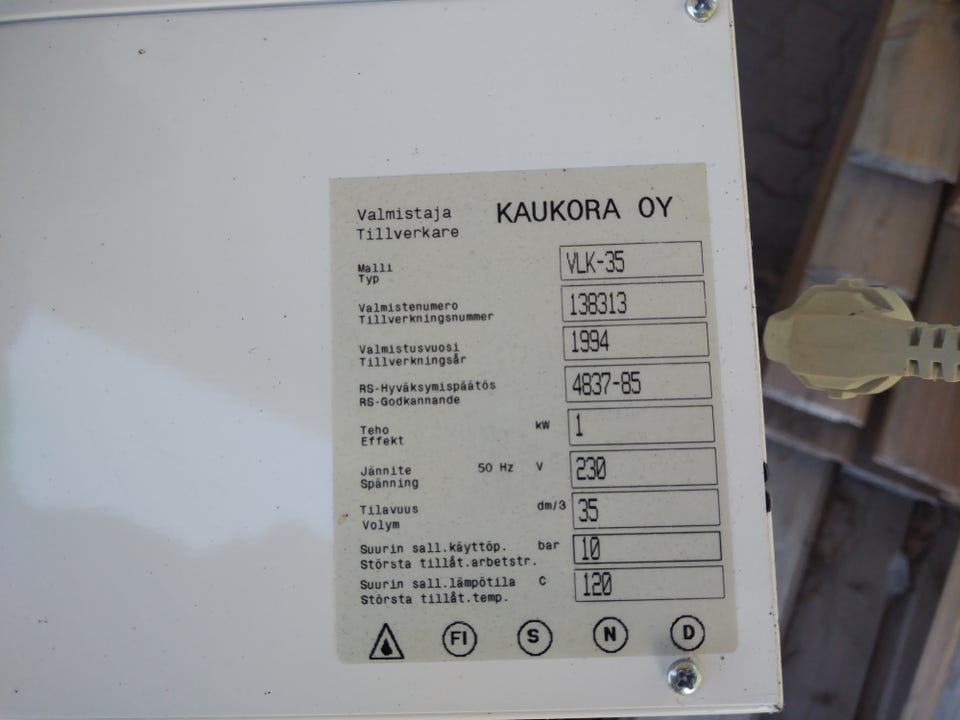 Valmistaja KAUKORA OY
Tillverkare
Malli VLK-35
Typ
Valmistenumero 138313
Tillverkningsnummer
Valmistusvuosi 1994
Tillverkningsår
RS-Hyväksymispäätös 4837-85
RS-Godkannande
Teho kW 1
Effekt
Jännite 50 Hz V 230
Spänning
Tilavuus dm/3 35
Volym
Suurin sall.käyttöp. bar 10
Största tillåt.arbetstr.
Suurin sall.lämpötila C 120
Största tillåt.temp.
FI S N D